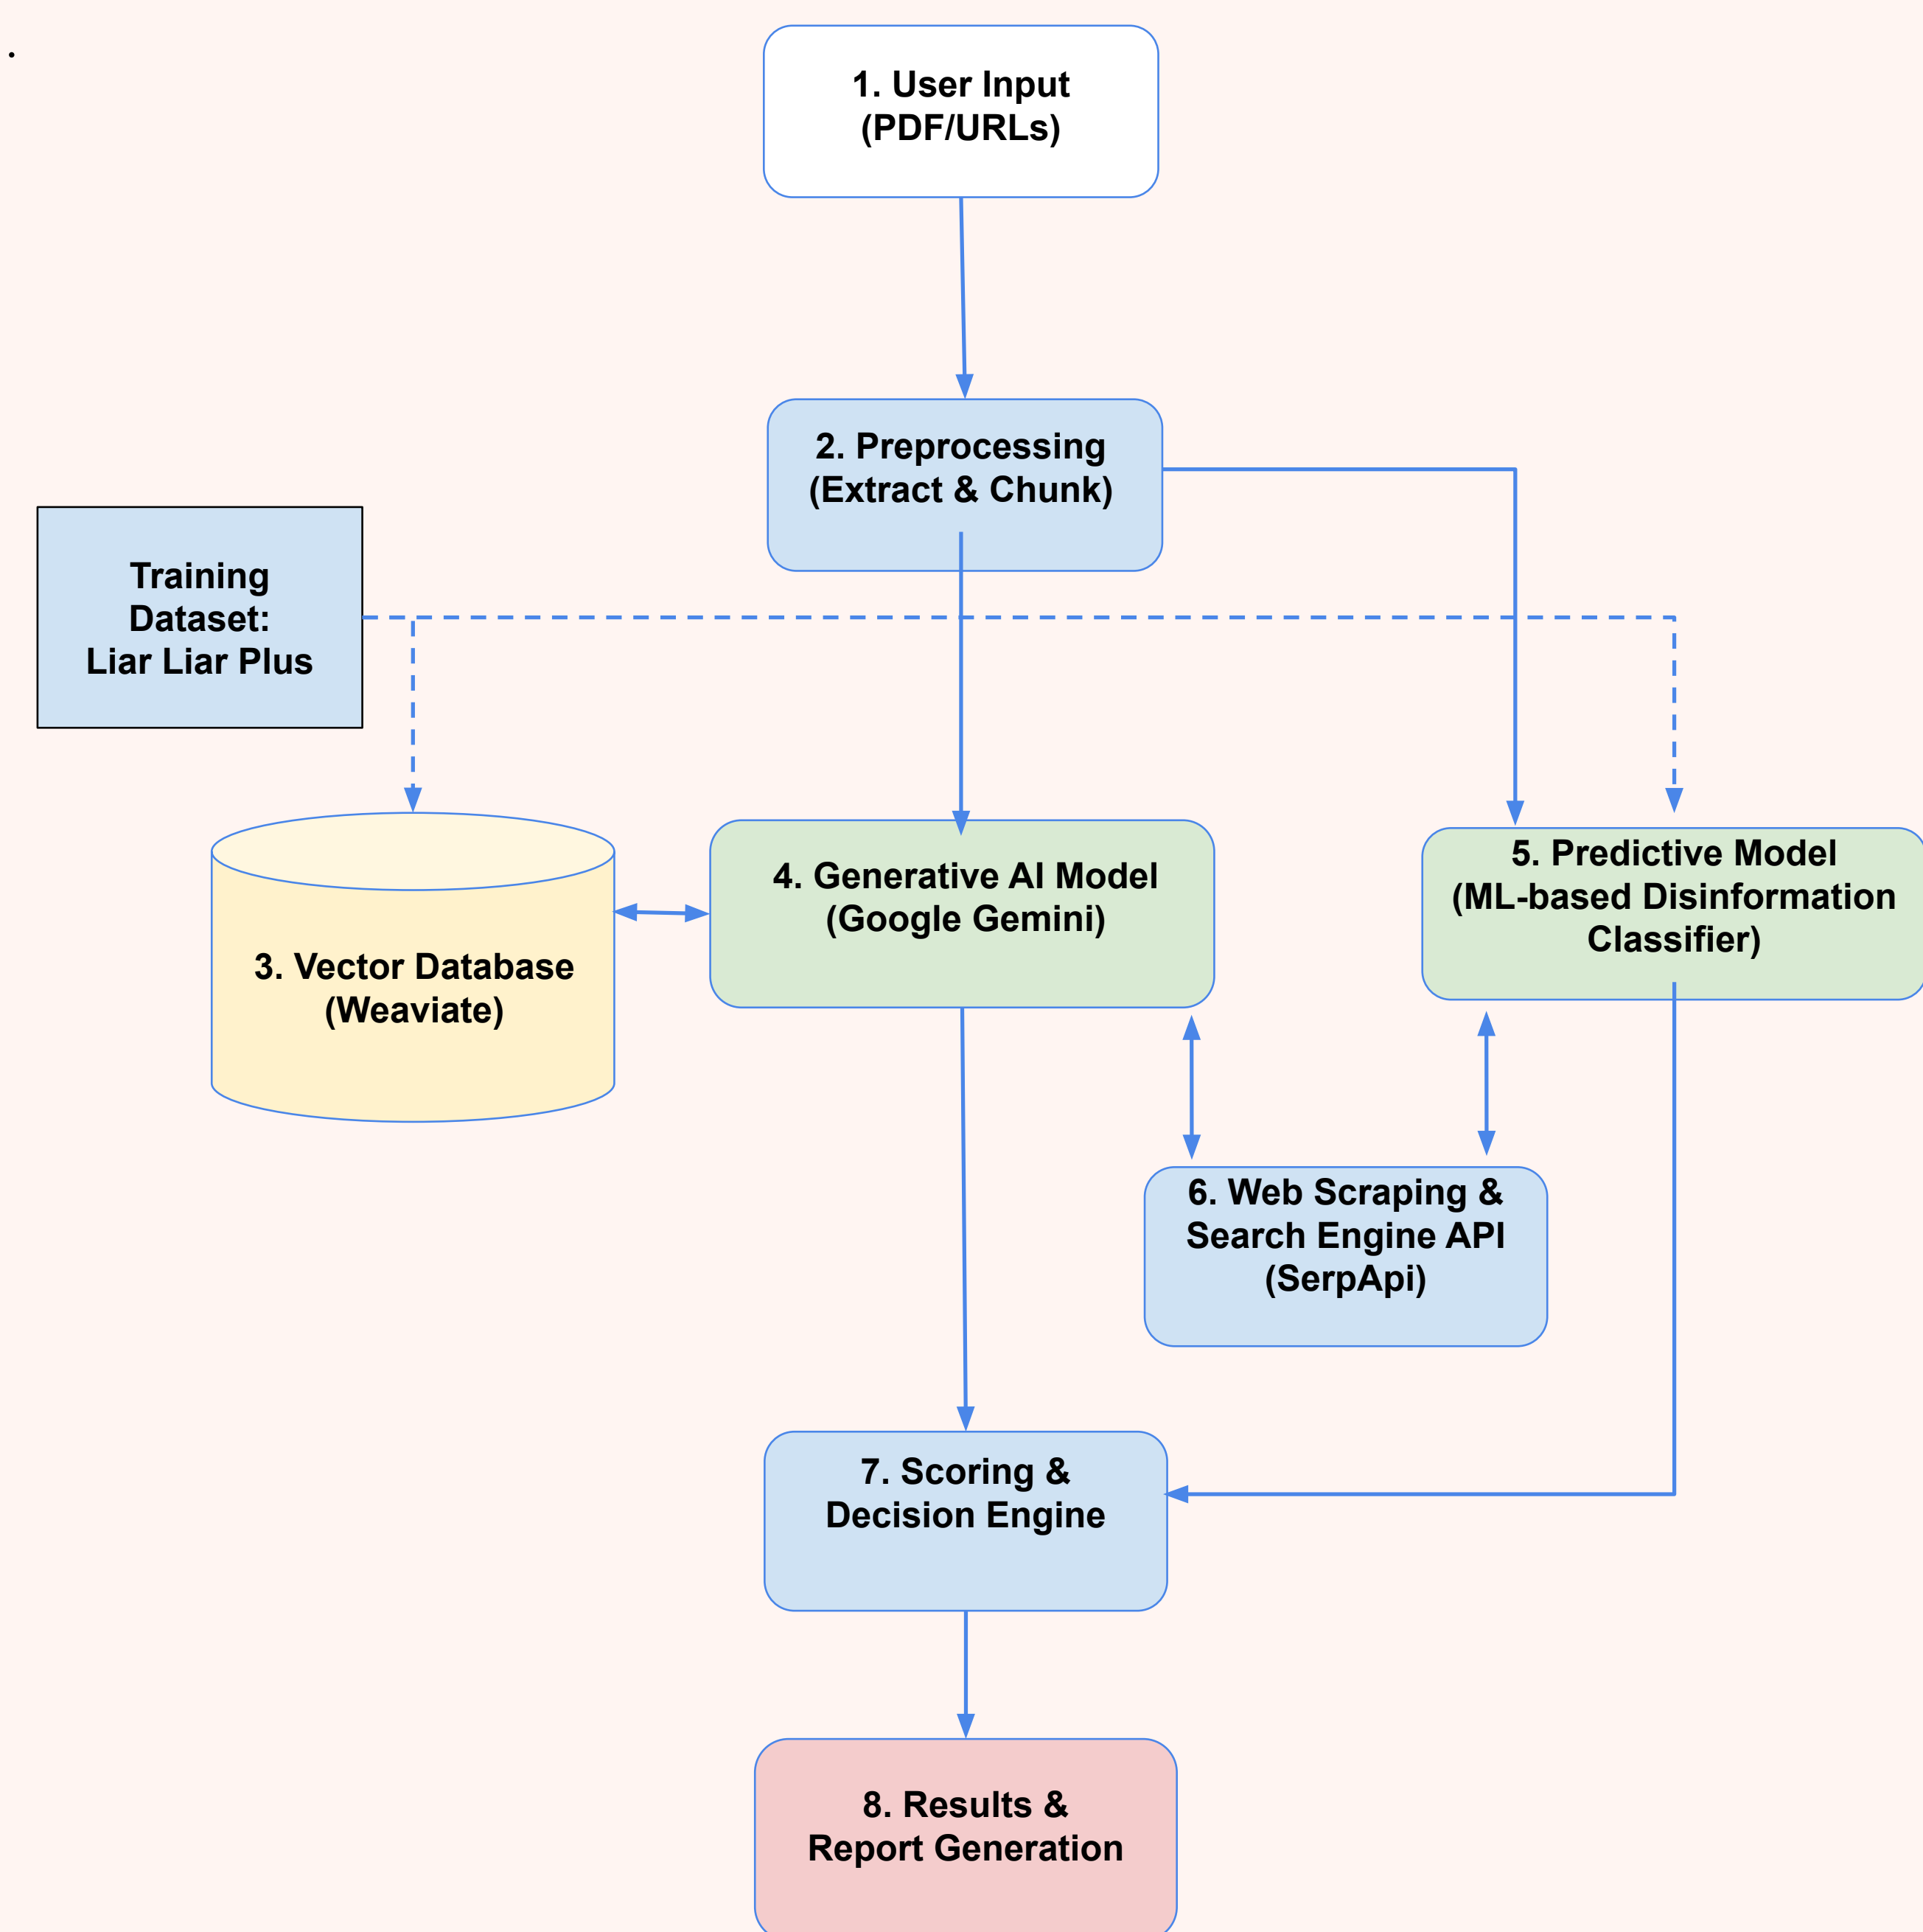 .
1. User Input
(PDF/URLs)
2. Preprocessing
(Extract & Chunk)
Training
Dataset:
Liar Liar Plus
3. Vector Database
(Weaviate)
4. Generative AI Model
(Google Gemini)
5. Predictive Model
(ML-based Disinformation
Classifier)
6. Web Scraping &
Search Engine API
(SerpApi)
7. Scoring &
Decision Engine
8. Results &
Report Generation